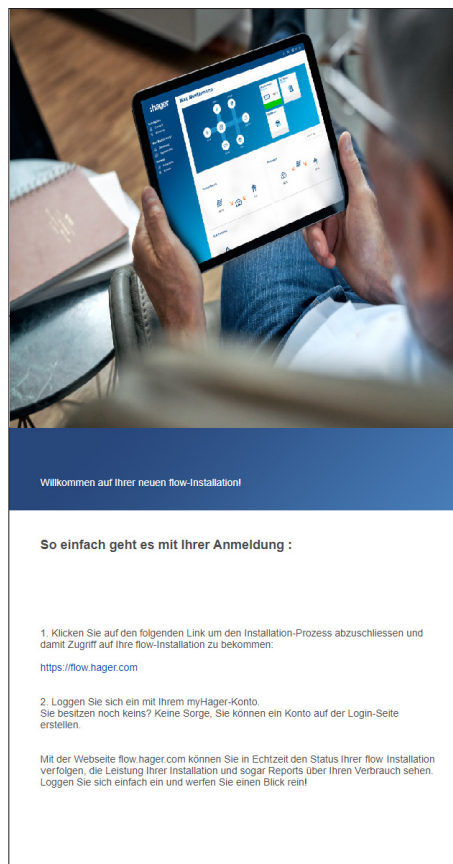 :hager
Willkommen auf Ihrer neuen flow-Installation!
So einfach geht es mit Ihrer Anmeldung :
1. Klicken Sie auf den folgenden Link um den Installation-Prozess abzuschliessen und
damit Zugriff auf Ihre flow-Installation zu bekommen:
https://flow.hager.com
2. Loggen Sie sich ein mit Ihrem myHager-Konto.
Sie besitzen noch keins? Keine Sorge, Sie können ein Konto auf der Login-Seite
erstellen.
Mit der Webseite flow.hager.com können Sie in Echtzeit den Status Ihrer flow Installation
verfolgen, die Leistung Ihrer Installation und sogar Reports über Ihren Verbrauch sehen.
Loggen Sie sich einfach ein und werfen Sie einen Blick rein!